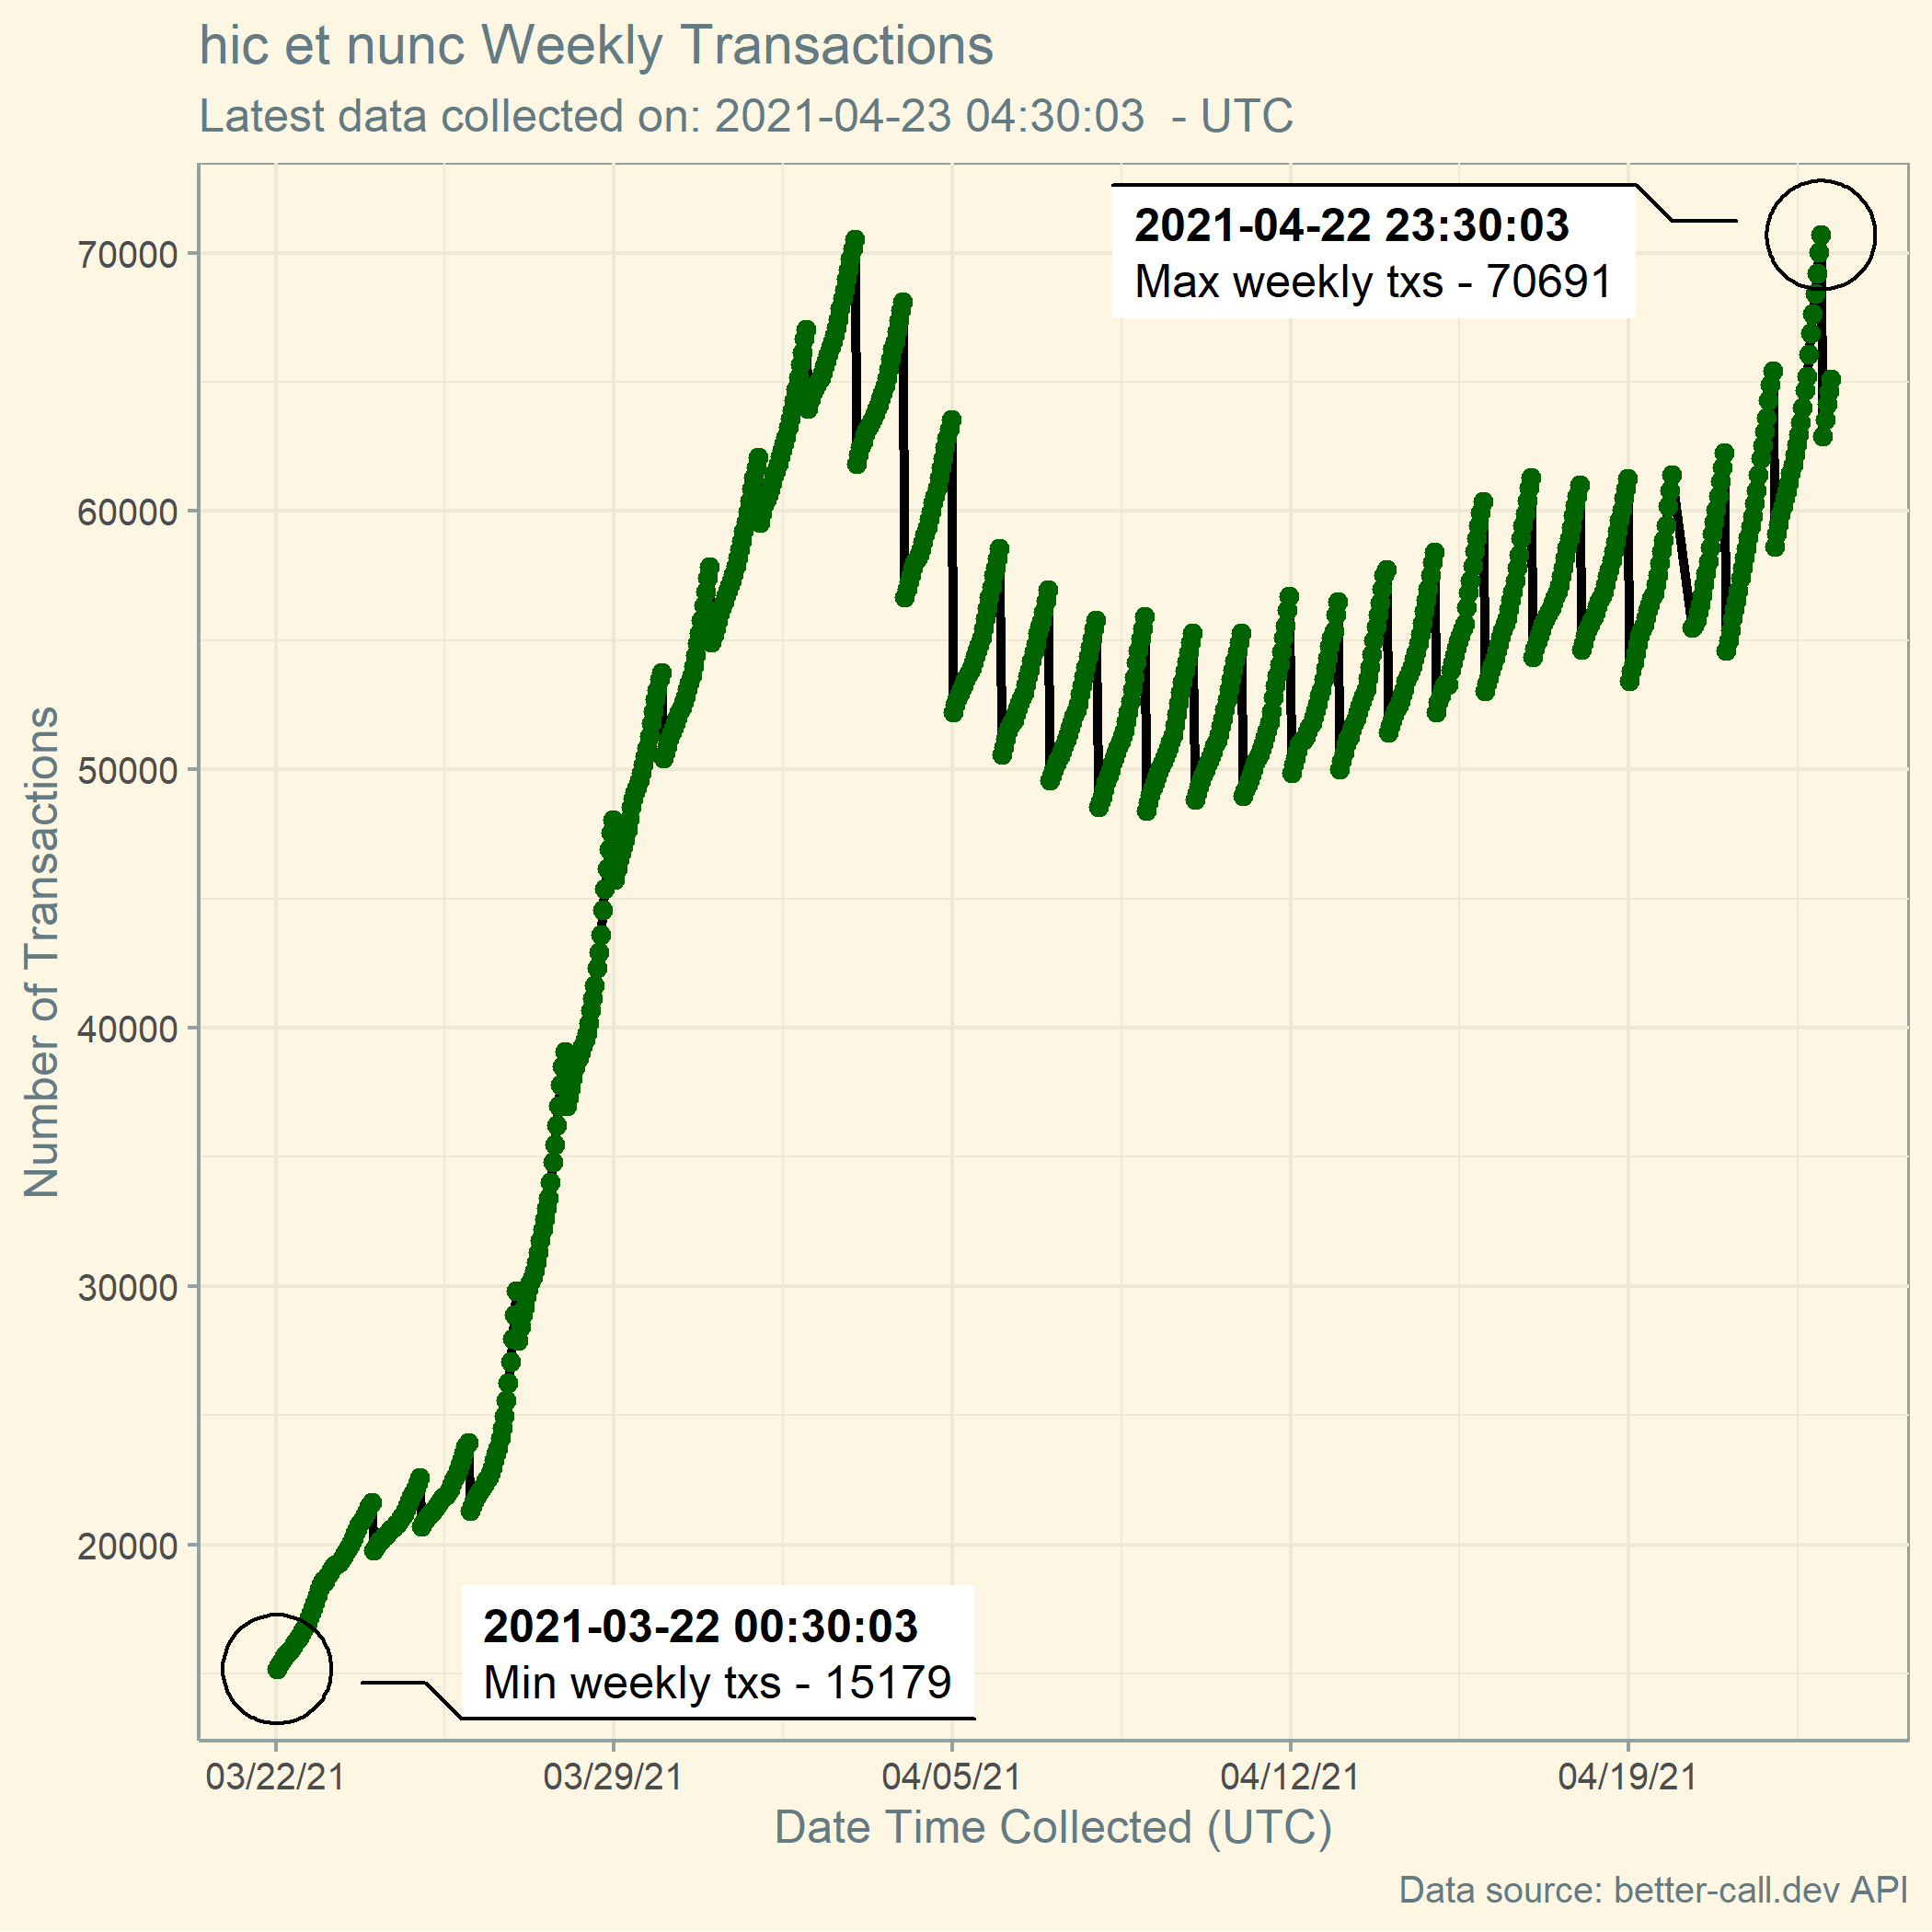 hic et nunc Weekly Transactions
Latest data collected on: 2021-04-23 04:30:03  - UTC
2021-04-22 23:30:03
Max weekly txs - 70691
70000
60000
50000
40000
30000
20000
Number of Transactions
2021-03-22 00:30:03
Min weekly txs - 15179
03/22/21
03/29/21
04/05/21
04/12/21
04/19/21
Date Time Collected (UTC)
Data source: better-call.dev API